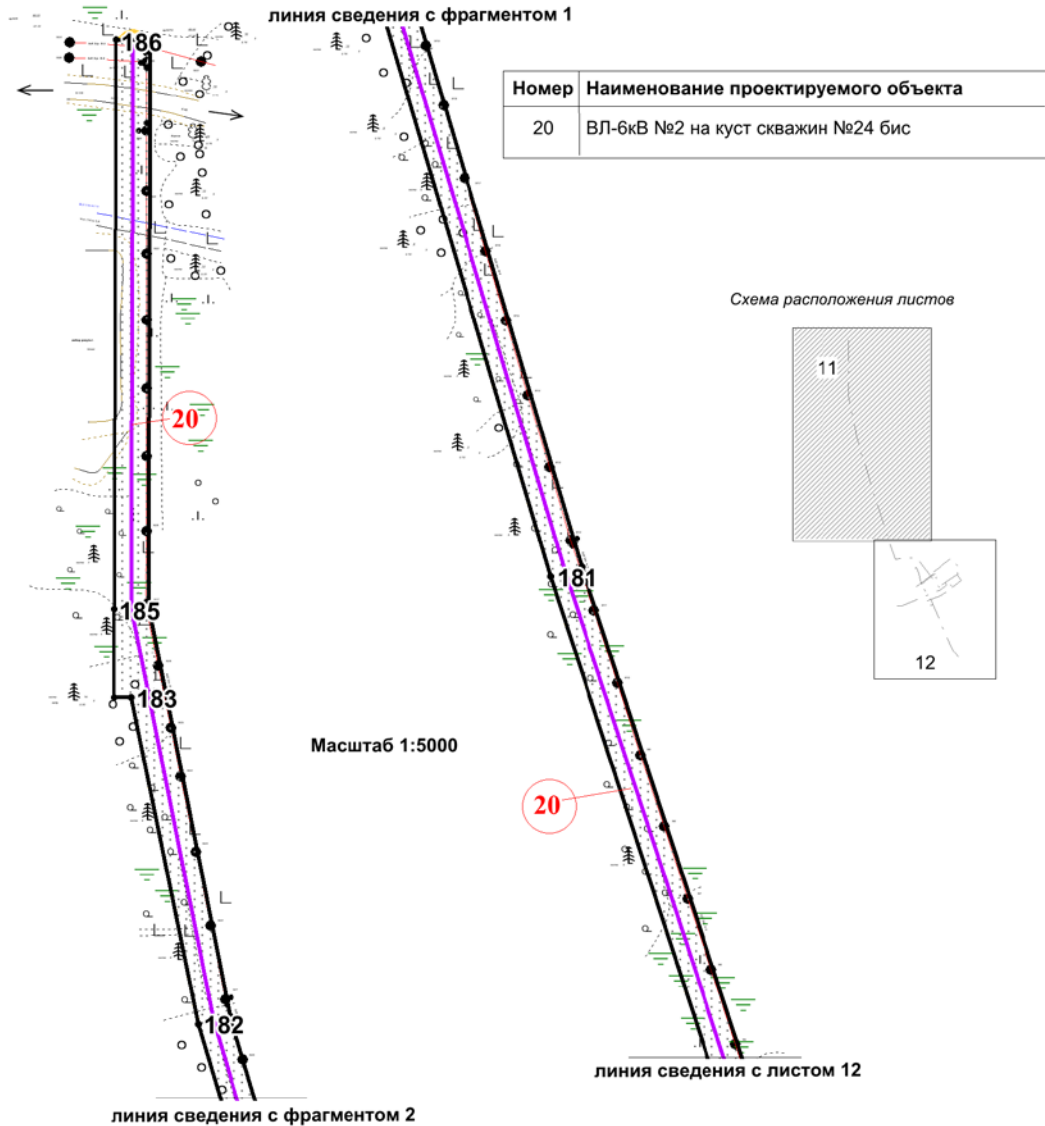 линия сведения с фрагментом 1
186
Номер Наименование проектируемого объекта
20 ВЛ-6кВ №2 на куст скважин №24 бис
Схема расположения листов
11
20
181
185
12
183
Масштаб 1:5000
20
182
линия сведения с листом 12
линия сведения с фрагментом 2